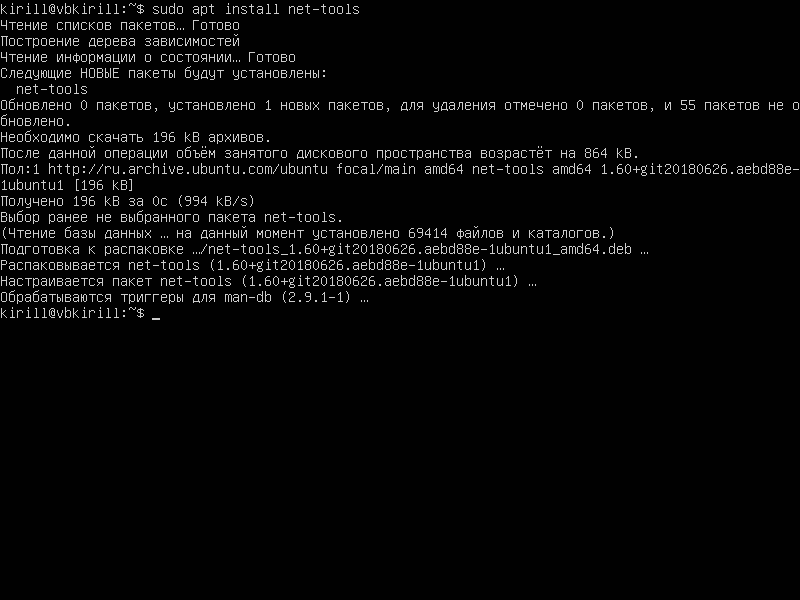 kirill@vbkirill:~$ sudo apt install net-tools
Чтение списков пакетов… Готово
Построение дерева зависимостей
Чтение информации о состоянии… Готово
Следующие НОВЫЕ пакеты будут установлены:
  net-tools
Обновлено 0 пакетов, установлено 1 новых пакетов, для удаления отмечено 0 пакетов, и 55 пакетов не о
бновлено.
Необходимо скачать 196 kB архивов.
После данной операции объём занятого дискового пространства возрастёт на 864 kB.
Пол:1 http://ru.archive.ubuntu.com/ubuntu focal/main amd64 net-tools amd64 1.60+git20180626.aebd88e-
1ubuntu1 [196 kB]
Получено 196 kB за 0с (994 kB/s)
Выбор ранее не выбранного пакета net-tools.
(Чтение базы данных … на данный момент установлено 69414 файлов и каталогов.)
Подготовка к распаковке …/net-tools_1.60+git20180626.aebd88e-1ubuntu1_amd64.deb …
Распаковывается net-tools (1.60+git20180626.aebd88e-1ubuntu1) …
Настраивается пакет net-tools (1.60+git20180626.aebd88e-1ubuntu1) …
Обрабатываются триггеры для man-db (2.9.1-1) …
kirill@vbkirill:~$ _